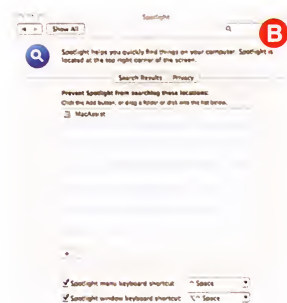 Spotlight
Show All
B
Spotlight helps you quickly find things on your computer. Spotlight is
located at the top right corner of the screen.
Search Results Privacy
Prevent Spotlight from searching these locations:
Click the Add button, or drag a folder or disk into the list below.
MacAssist
+
Spotlight menu keyboard shortcut: ^ Space
Spotlight window keyboard shortcut: ⌥^ Space